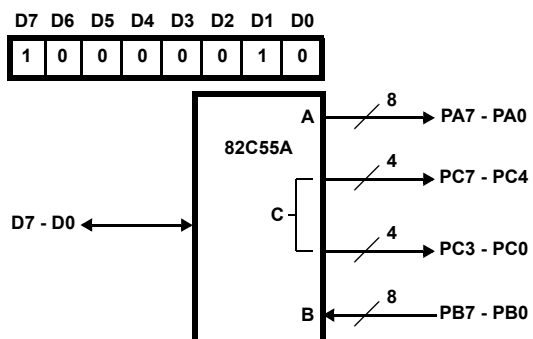 D7 D6 D5 D4 D3 D2 D1 D0
1 0 0 0 0 0 1 0
A 8 PA7 - PA0
82C55A
4 PC7 - PC4
C
D7 - D0
4 PC3 - PC0
B 8 PB7 - PB0